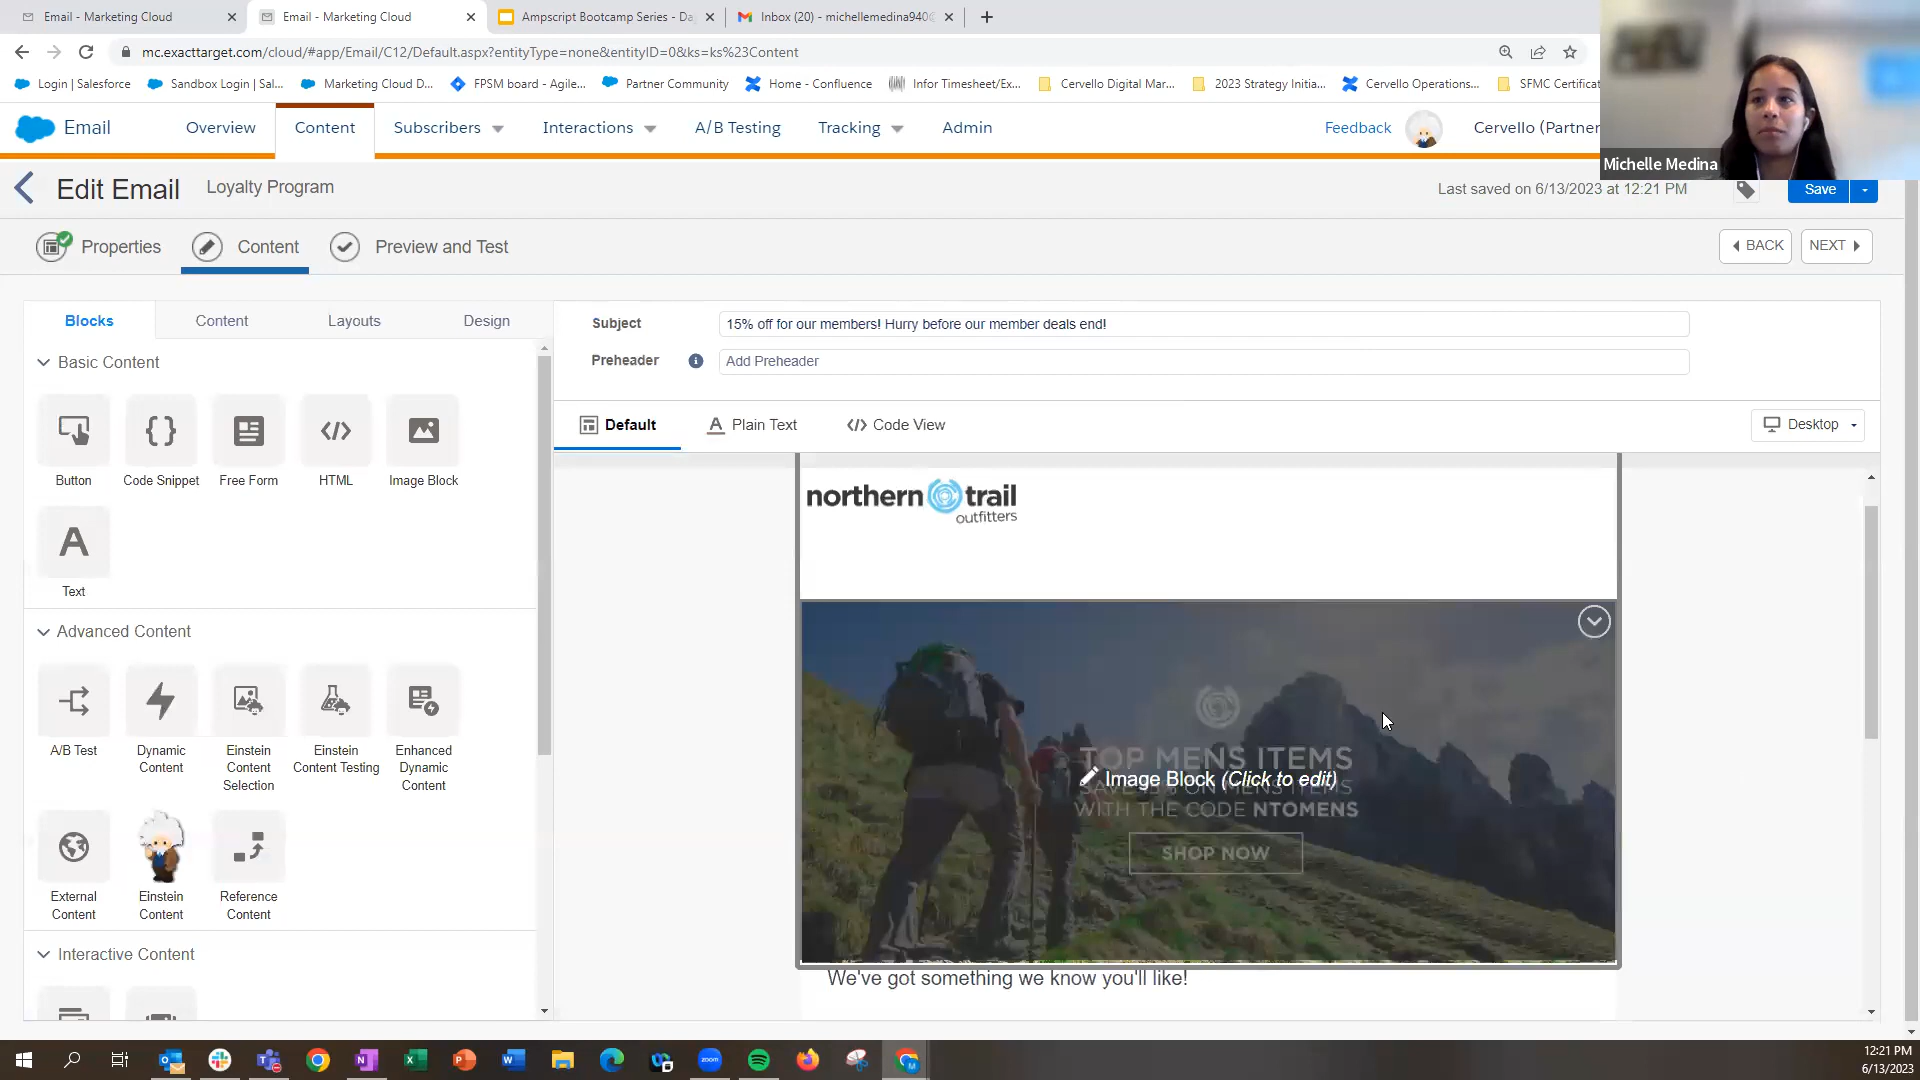 Email - Marketing Cloud
Email - Marketing Cloud
Ampscript Bootcamp Series - Da
Inbox (20) - michellemedina940
mc.exacttarget.com/cloud/#app/Email/C12/Default.aspx?entityType=none&entityID=0&ks=ks%23Content
Login | Salesforce
Sandbox Login | Sal...
Marketing Cloud D...
FPSM board - Agile...
Partner Community
Home - Confluence
Infor Timesheet/Ex...
Cervello Digital Mar...
2023 Strategy Initia...
Cervello Operations...
SFMC Certificat
Email
Overview
Content
Subscribers
Interactions
A/B Testing
Tracking
Admin
Feedback
Cervello (Partner
Michelle Medina
Edit Email
Loyalty Program
Last saved on 6/13/2023 at 12:21 PM
Save
Properties
Content
Preview and Test
BACK
NEXT
Blocks
Content
Layouts
Design
Basic Content
Button
Code Snippet
Free Form
HTML
Image Block
Text
Advanced Content
A/B Test
Dynamic
Content
Einstein
Content
Selection
Einstein
Content Testing
Enhanced
Dynamic
Content
External
Content
Einstein
Content
Reference
Content
Interactive Content
Subject
15% off for our members! Hurry before our member deals end!
Preheader
Add Preheader
Default
Plain Text
Code View
Desktop
northern trail
outfitters
TOP MENS ITEMS
Image Block (Click to edit)
WITH THE CODE NTOMENS
SHOP NOW
We've got something we know you'll like!
12:21 PM
6/13/2023